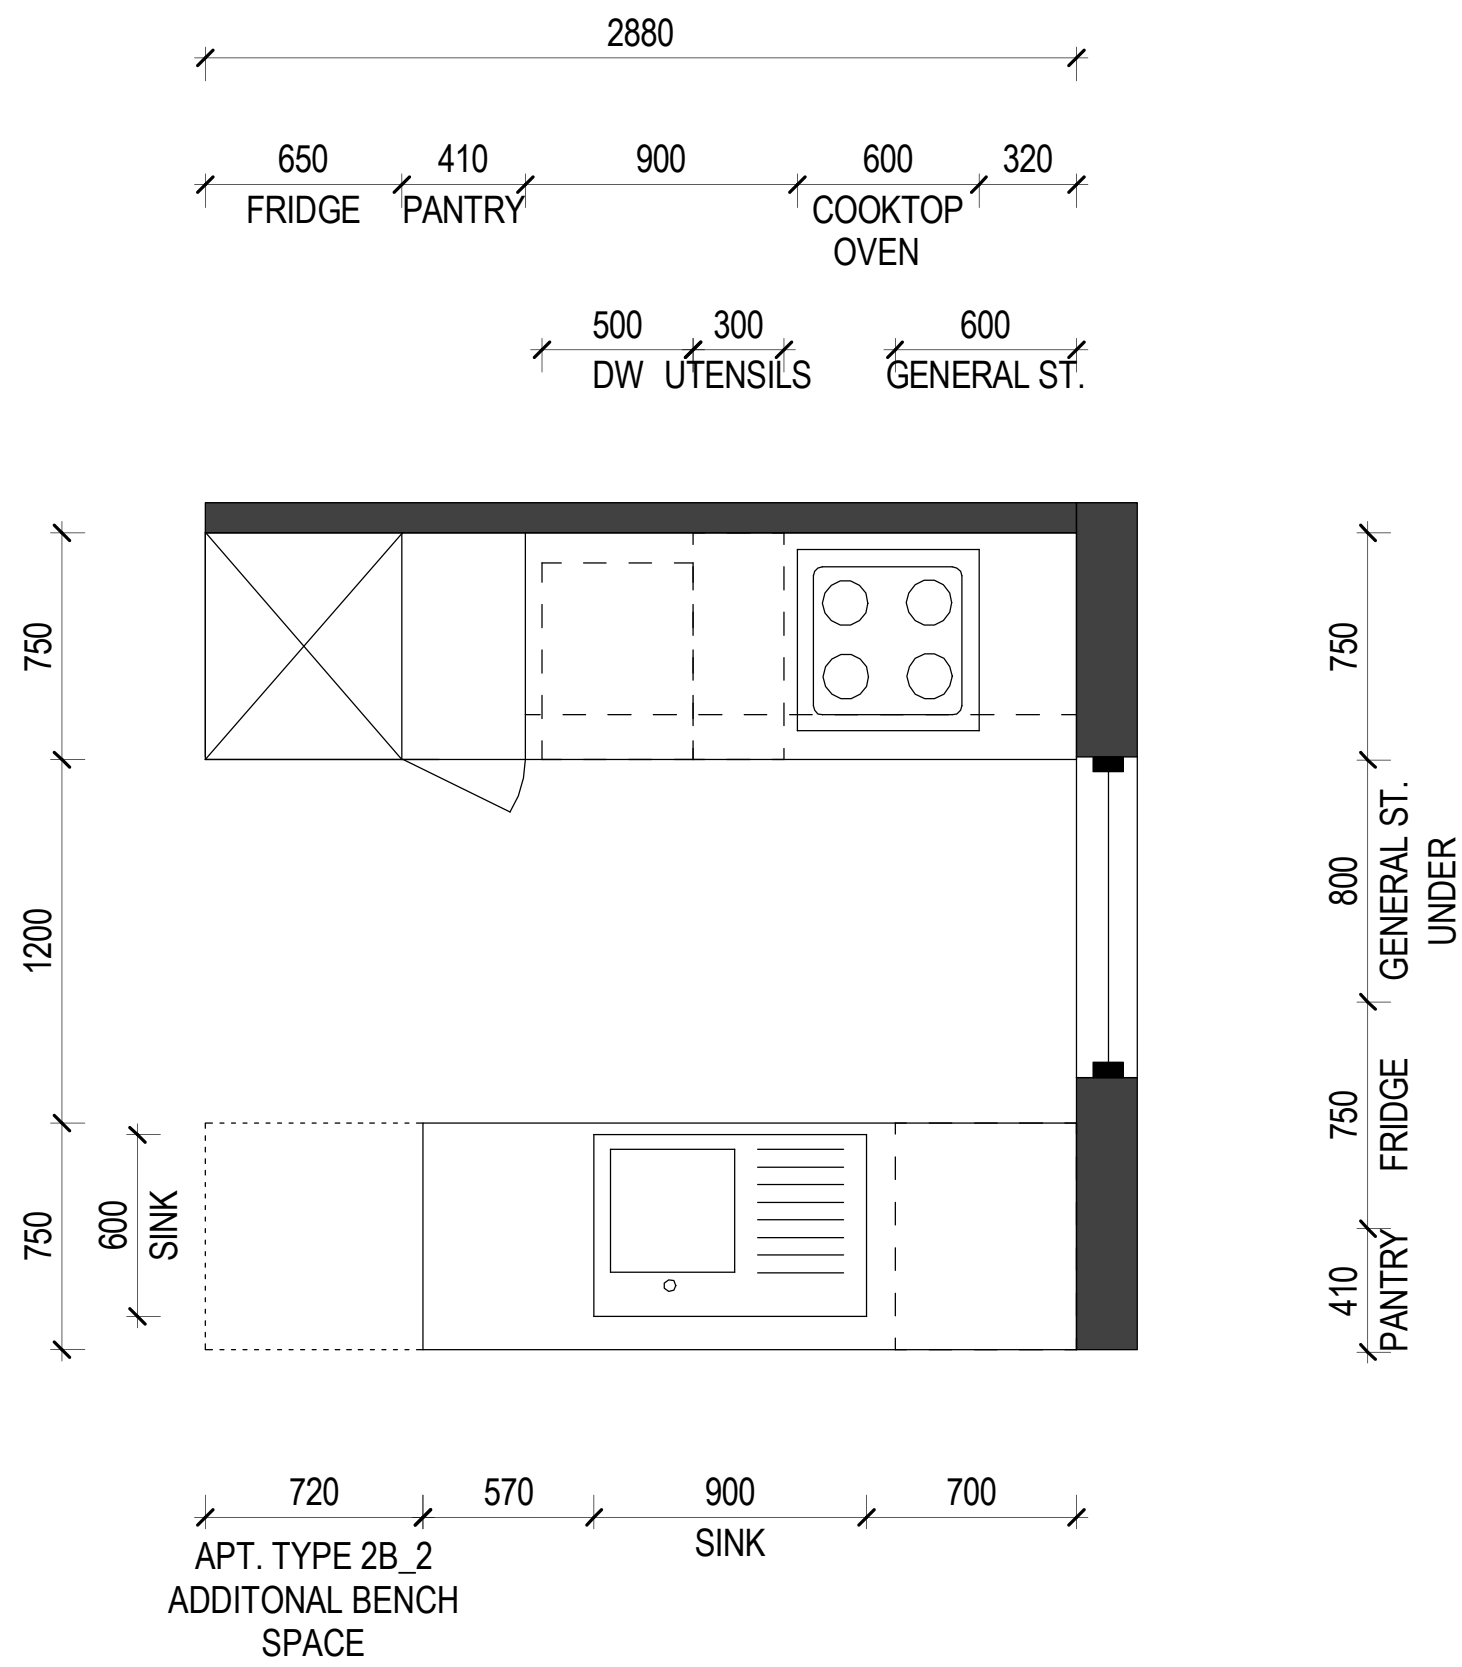 2880
650 410 900 600 320
FRIDGE PANTRY COOKTOP
OVEN
500 300 600
DW UTENSILS GENERAL ST.
750
1200
750
600
SINK
750
800
GENERAL ST.
UNDER
750
FRIDGE
410
PANTRY
720 570 900 700
SINK
APT. TYPE 2B_2
ADDITONAL BENCH
SPACE